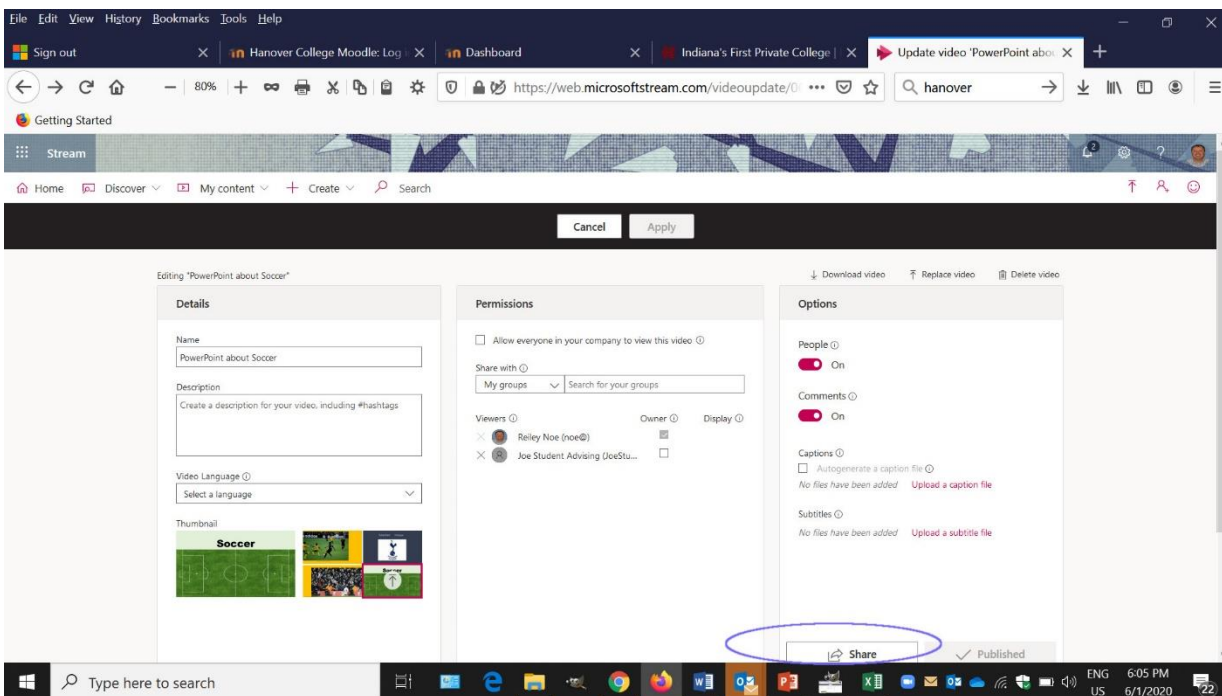 File Edit View History Bookmarks Tools Help
Sign out
Hanover College Moodle: Log
Dashboard
Indiana's First Private College |
Update video 'PowerPoint abou
80%
https://web.microsoftstream.com/videoupdate/0
hanover
Getting Started
Stream
2
?
Home Discover My content + Create Search
Cancel Apply
Editing "PowerPoint about Soccer"
Download video Replace video Delete video
Details
Name
PowerPoint about Soccer
Description
Create a description for your video, including #hashtags
Video Language
Select a language
Thumbnail
Soccer
Soccer
Permissions
Allow everyone in your company to view this video
Share with
My groups Search for your groups
Viewers Owner Display
Reiley Noe (noe@)
Joe Student Advising (JoeStu...
Options
People
On
Comments
On
Captions
Autogenerate a caption file
No files have been added Upload a caption file
Subtitles
No files have been added Upload a subtitle file
Share Published
Type here to search
ENG
US
6:05 PM
6/1/2020
22